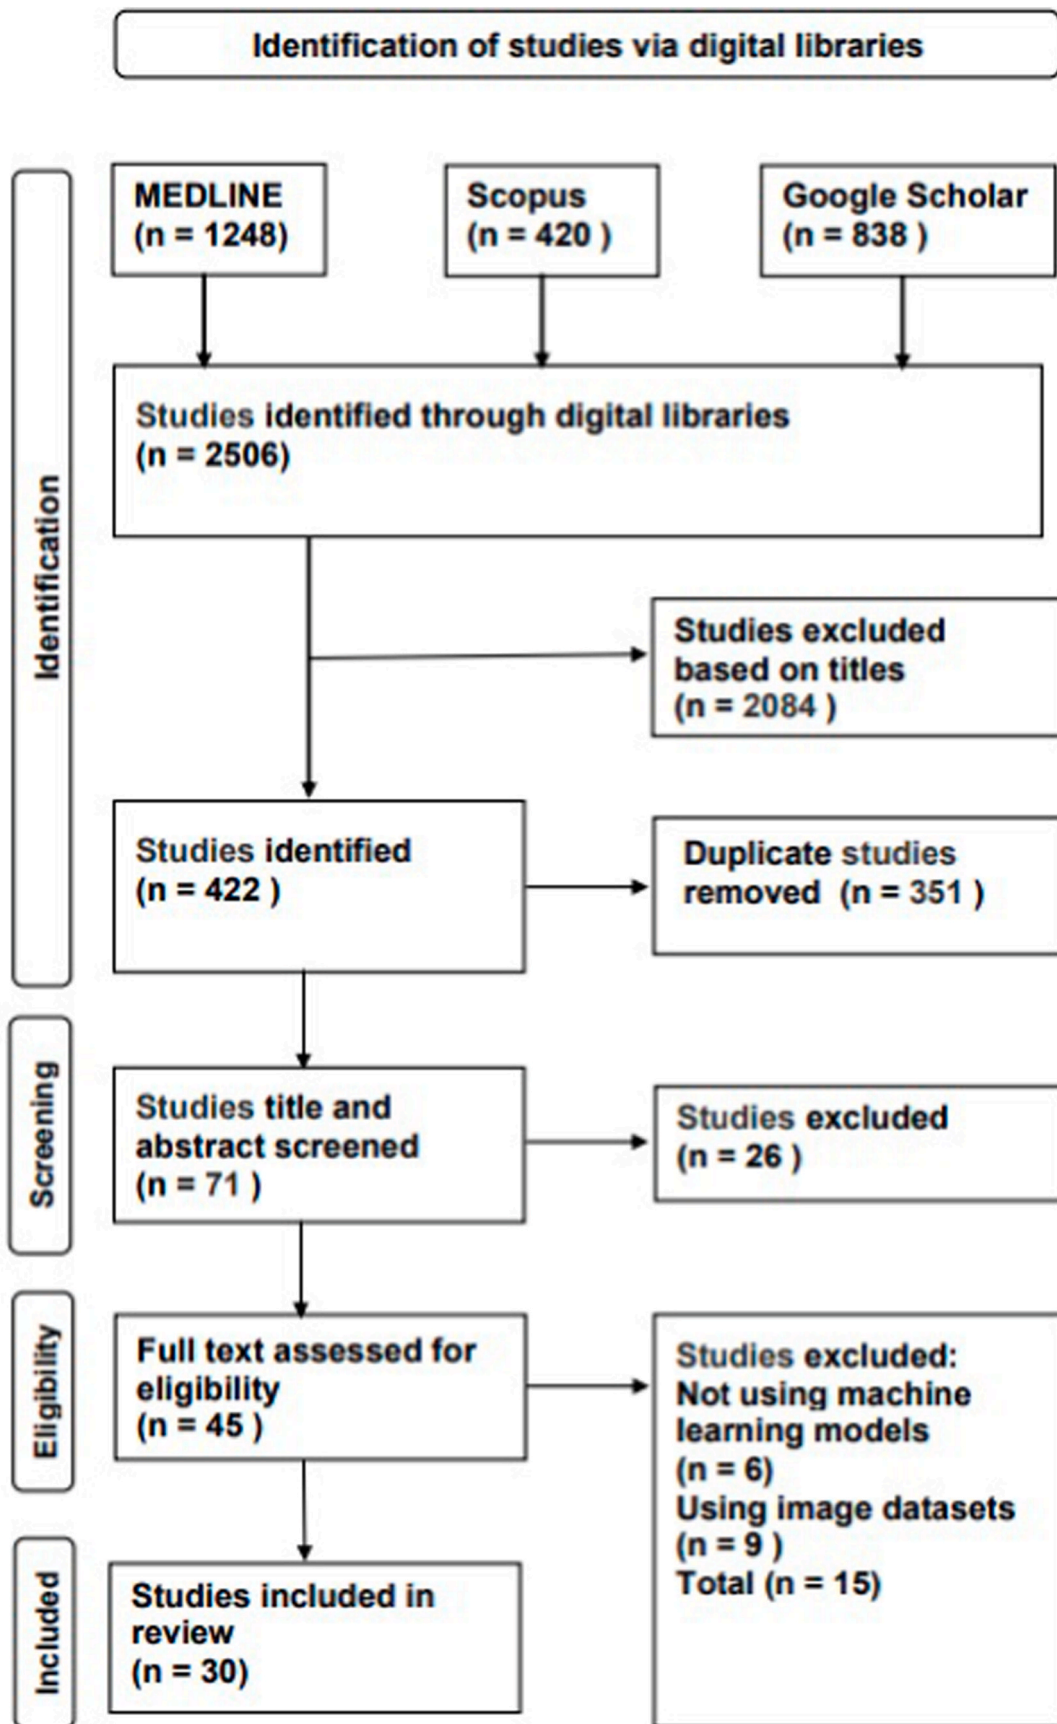 Identification of studies via digital libraries
Identification
MEDLINE
(n = 1248)
Scopus
(n = 420 )
Google Scholar
(n = 838 )
Studies identified through digital libraries
(n = 2506)
Studies excluded
based on titles
(n = 2084 )
Studies identified
(n = 422 )
Duplicate studies
removed (n = 351 )
Screening
Studies title and
abstract screened
(n = 71 )
Studies excluded
(n = 26 )
Eligibility
Full text assessed for
eligibility
(n = 45 )
Studies excluded:
Not using machine
learning models
(n = 6)
Using image datasets
(n = 9 )
Total (n = 15)
Included
Studies included in
review
(n = 30)